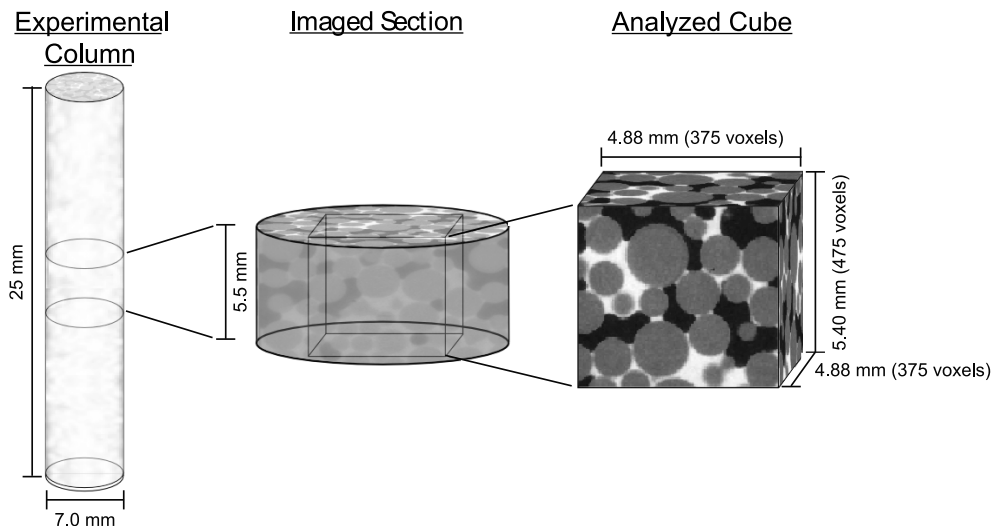 Experimental
Column
Imaged Section
Analyzed Cube
4.88 mm (375 voxels)
25 mm
5.5 mm
5.40 mm (475 voxels)
4.88 mm (375 voxels)
7.0 mm